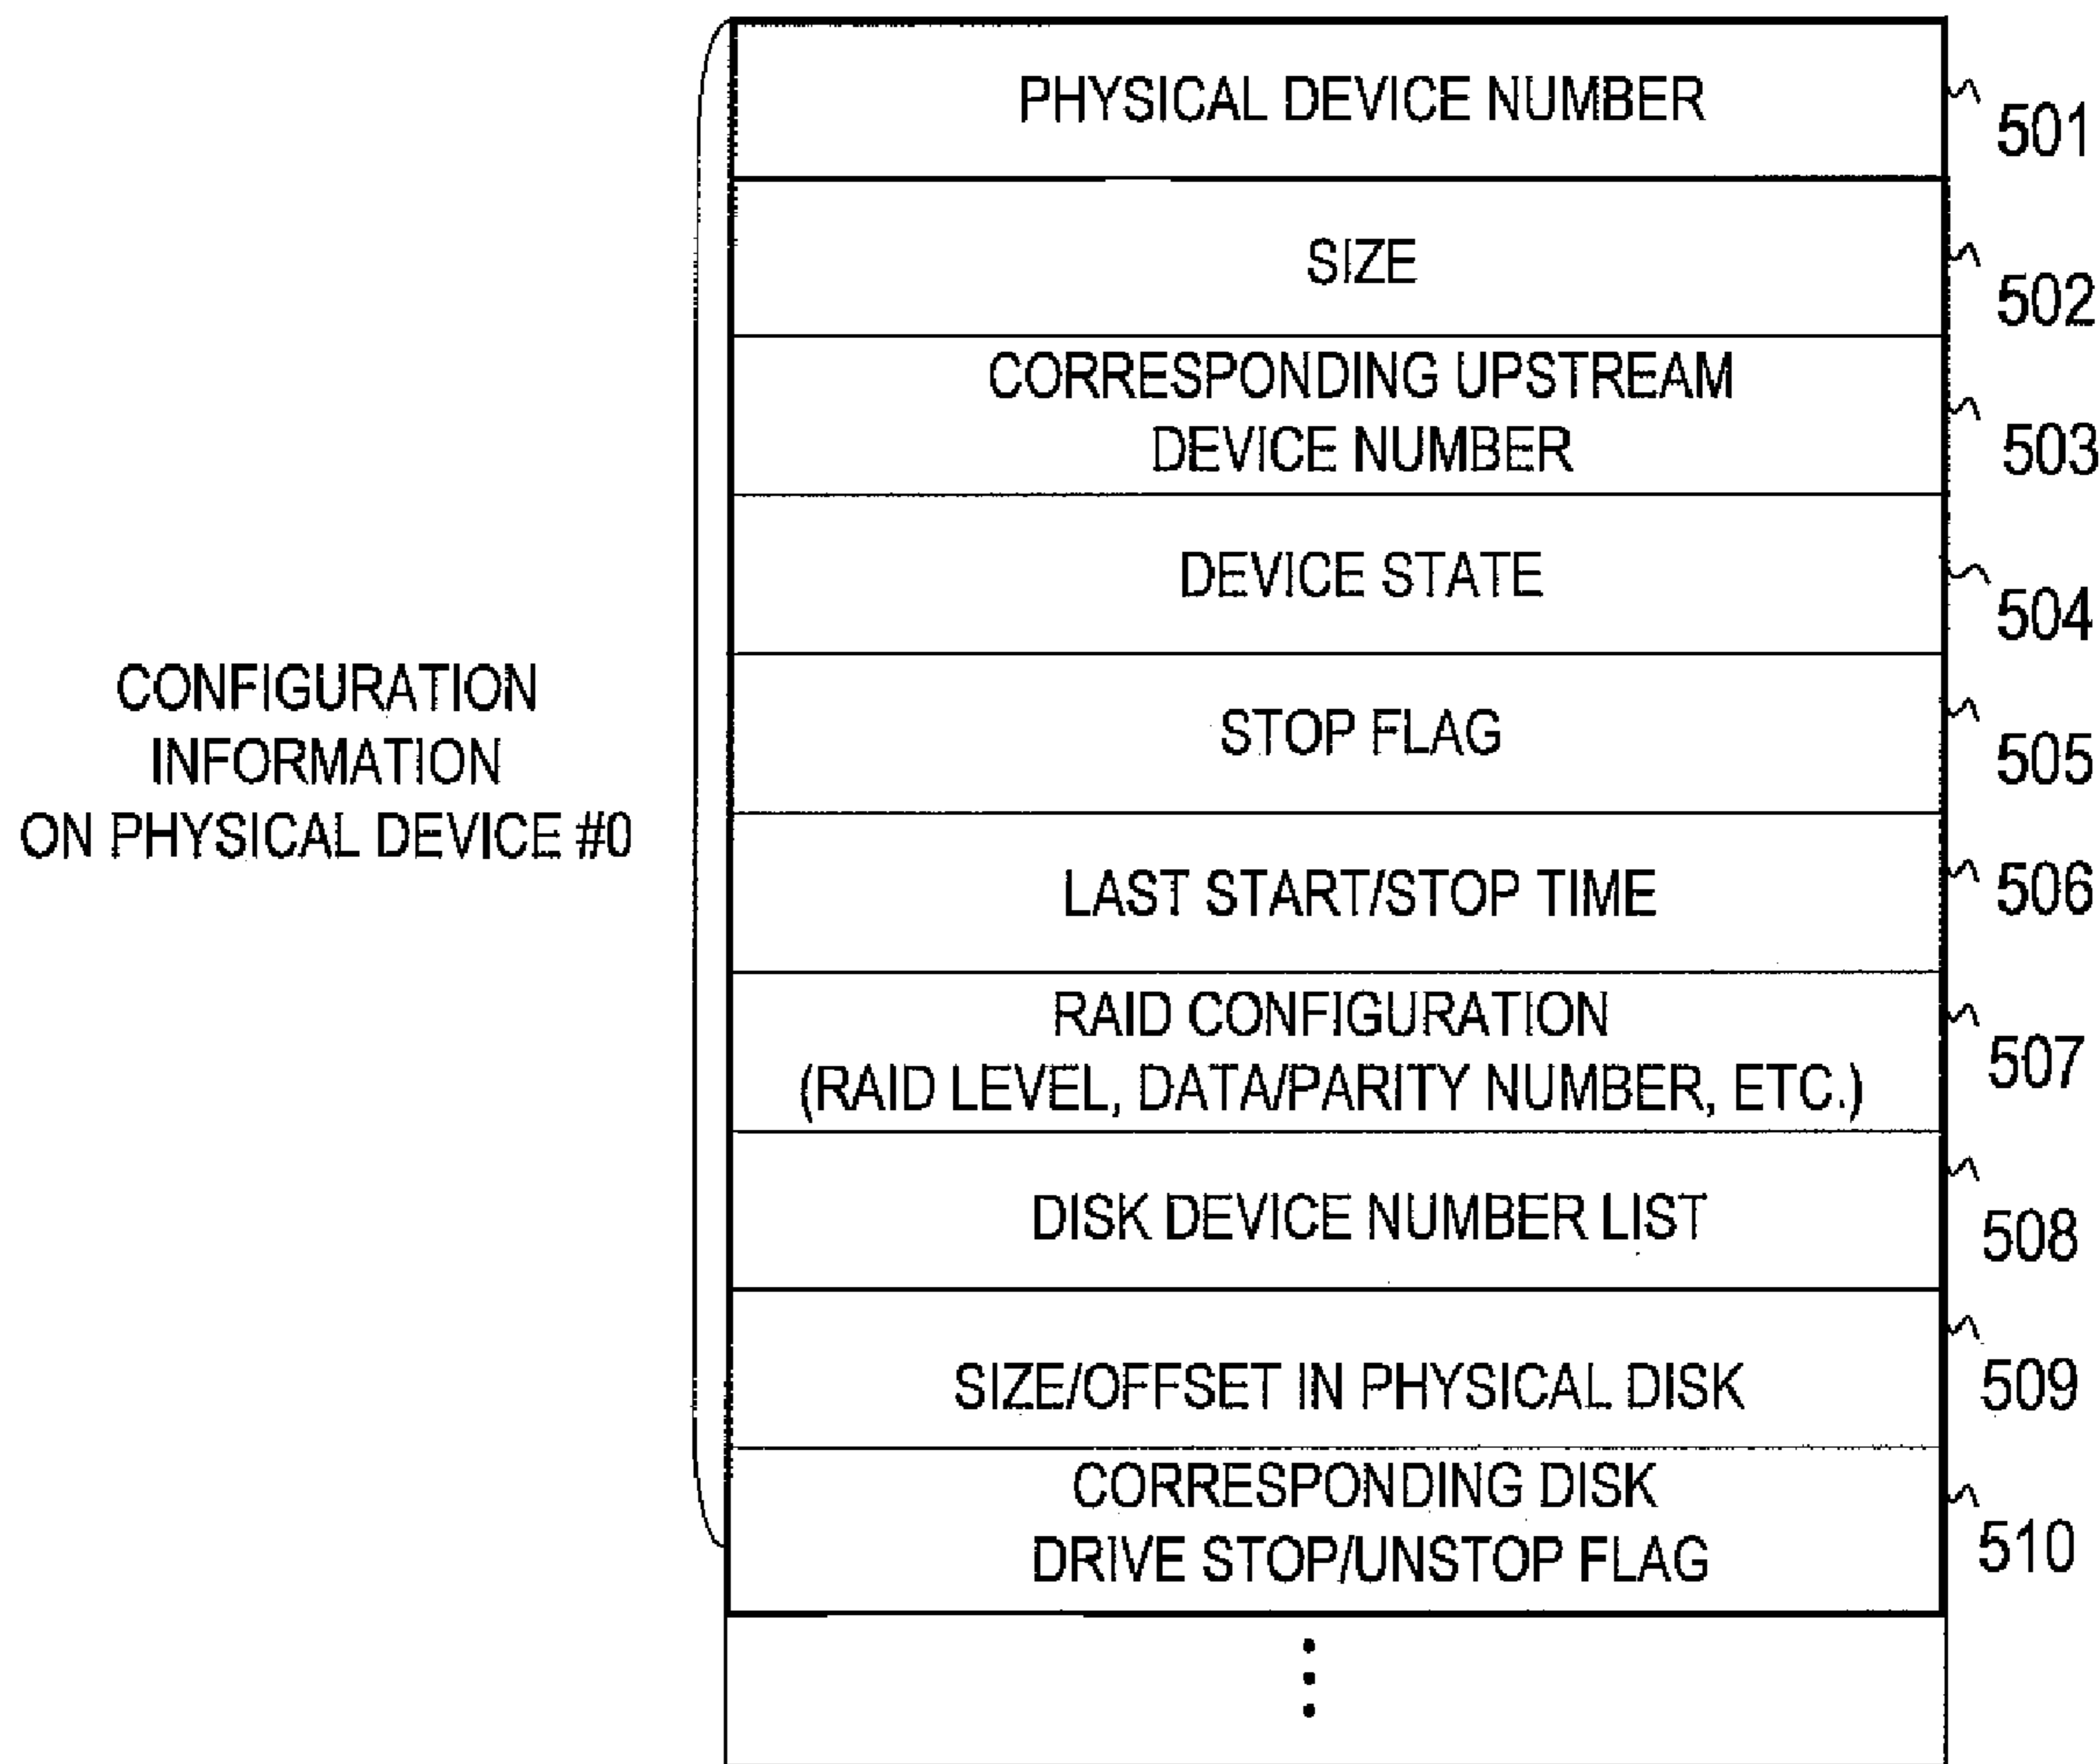 PHYSICAL DEVICE NUMBER
501
SIZE
502
CORRESPONDING UPSTREAM
DEVICE NUMBER
503
DEVICE STATE
504
CONFIGURATION
INFORMATION
ON PHYSICAL DEVICE #0
STOP FLAG
505
LAST START/STOP TIME
506
RAID CONFIGURATION
(RAID LEVEL, DATA/PARITY NUMBER, ETC.)
507
DISK DEVICE NUMBER LIST
508
SIZE/OFFSET IN PHYSICAL DISK
509
CORRESPONDING DISK
DRIVE STOP/UNSTOP FLAG
510